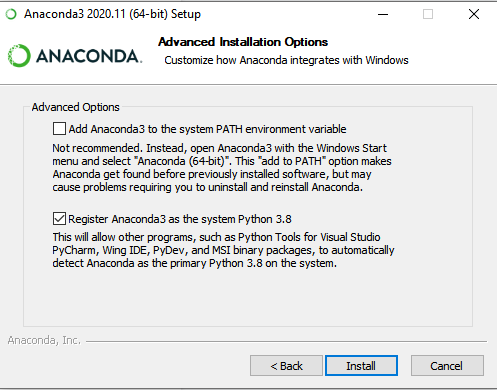 Anaconda3 2020.11 (64-bit) Setup
ANACONDA.
Advanced Installation Options
Customize how Anaconda integrates with Windows
Advanced Options
Add Anaconda3 to the system PATH environment variable
Not recommended. Instead, open Anaconda3 with the Windows Start
menu and select "Anaconda (64-bit)". This "add to PATH" option makes
Anaconda get found before previously installed software, but may
cause problems requiring you to uninstall and reinstall Anaconda.
Register Anaconda3 as the system Python 3.8
This will allow other programs, such as Python Tools for Visual Studio
PyCharm, Wing IDE, PyDev, and MSI binary packages, to automatically
detect Anaconda as the primary Python 3.8 on the system.
Anaconda, Inc.
< Back
Install
Cancel